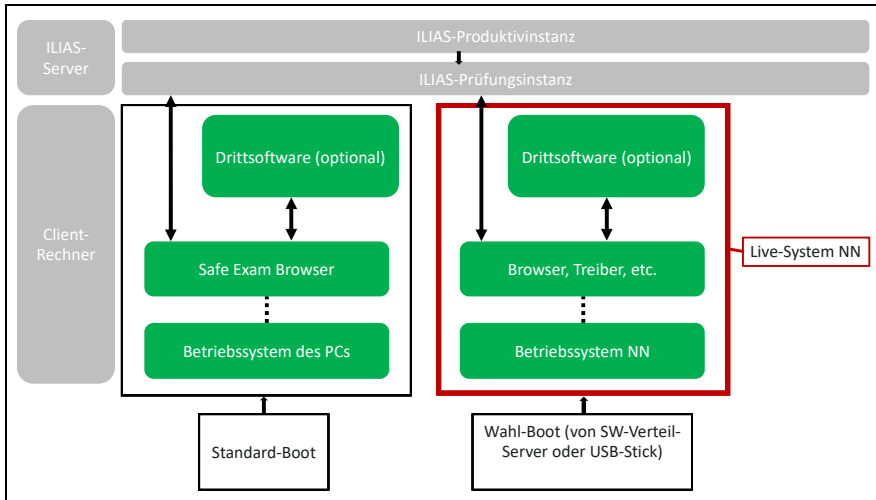 ILIAS-
Server
ILIAS-Produktivinstanz
ILIAS-Prüfungsinstanz
Client-
Rechner
Drittsoftware (optional)
Safe Exam Browser
Betriebssystem des PCs
Standard-Boot
Drittsoftware (optional)
Browser, Treiber, etc.
Betriebssystem NN
Wahl-Boot (von SW-Verteil-
Server oder USB-Stick)
Live-System NN